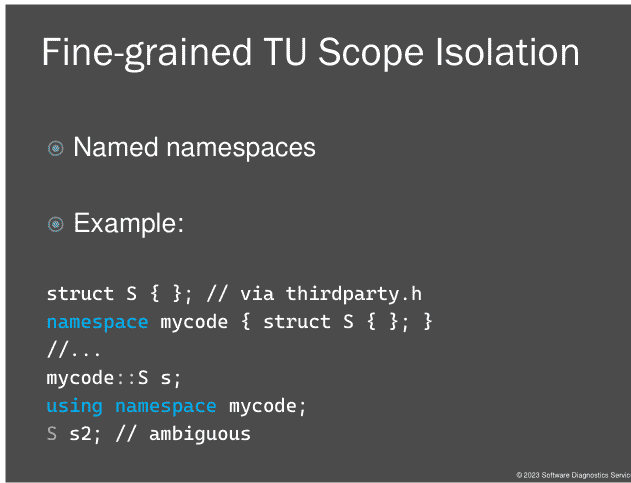 Fine-grained TU Scope Isolation
Named namespaces
Example:
struct S { }; // via thirdparty.h
namespace mycode { struct S { }; }
//...
mycode::S s;
using namespace mycode;
S s2; // ambiguous
© 2023 Software Diagnostics